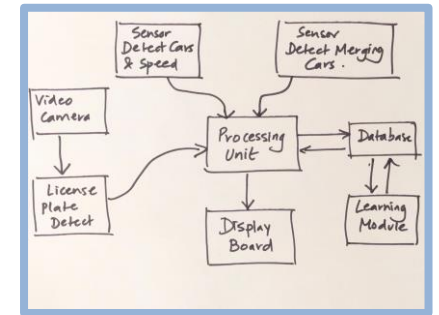 Sensor
Detect Cars
& Speed
Sensor
Detect Merging
Cars.
Video
Camera
Processing
Unit
Database
License
Plate
Detect
Display
Board
Learning
Module